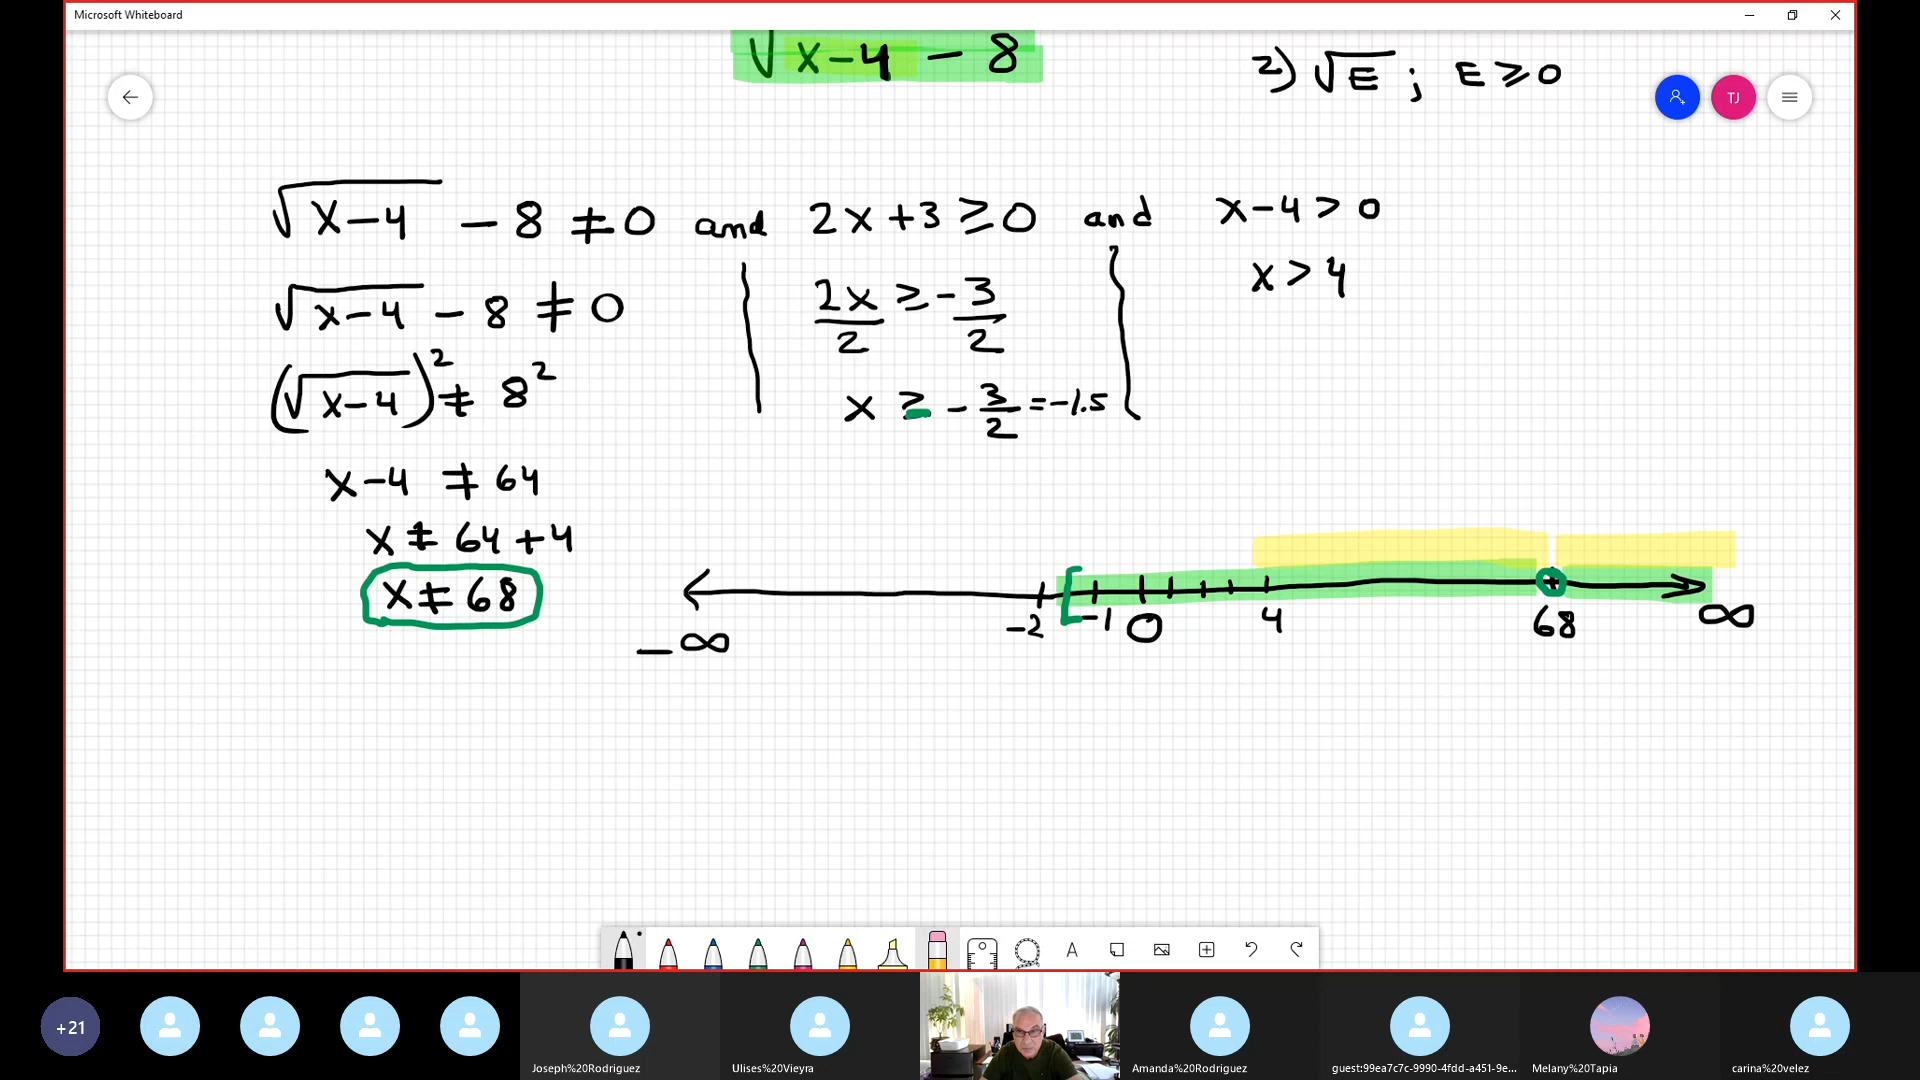 Microsoft Whiteboard
√x-4 - 8
2) √E ; E ≥ 0
TJ
√x-4 - 8 ≠ 0 and 2x + 3 ≥ 0 and x - 4 > 0
x > 4
√x-4 - 8 ≠ 0
2x/2 ≥ -3/2
(√x-4)² ≠ 8²
x ≥ -3/2 = -1.5
x-4 ≠ 64
x ≠ 64+4
x ≠ 68
-∞ -2 -1 0 4 68 ∞
A
+21
Joseph%20Rodriguez
Ulises%20Vieyra
Amanda%20Rodriguez
guest:99ea7c7c-9990-4fdd-a451-9e...
Melany%20Tapia
carina%20velez